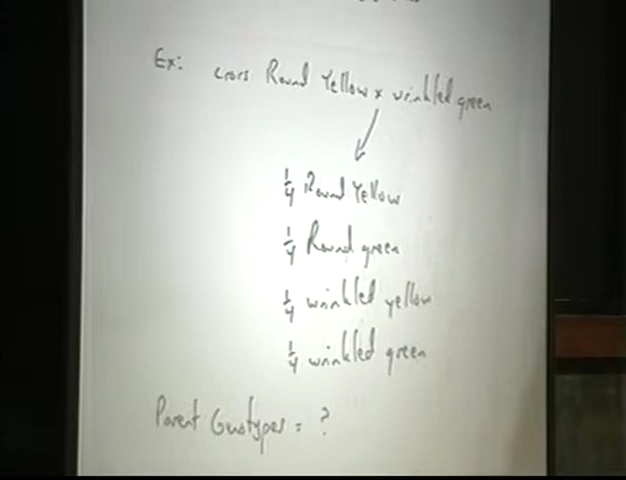 Ex: cross Round Yellow x wrinkled green
1/4 Round Yellow
1/4 Round green
1/4 wrinkled yellow
1/4 wrinkled green
Parent Genotypes = ?